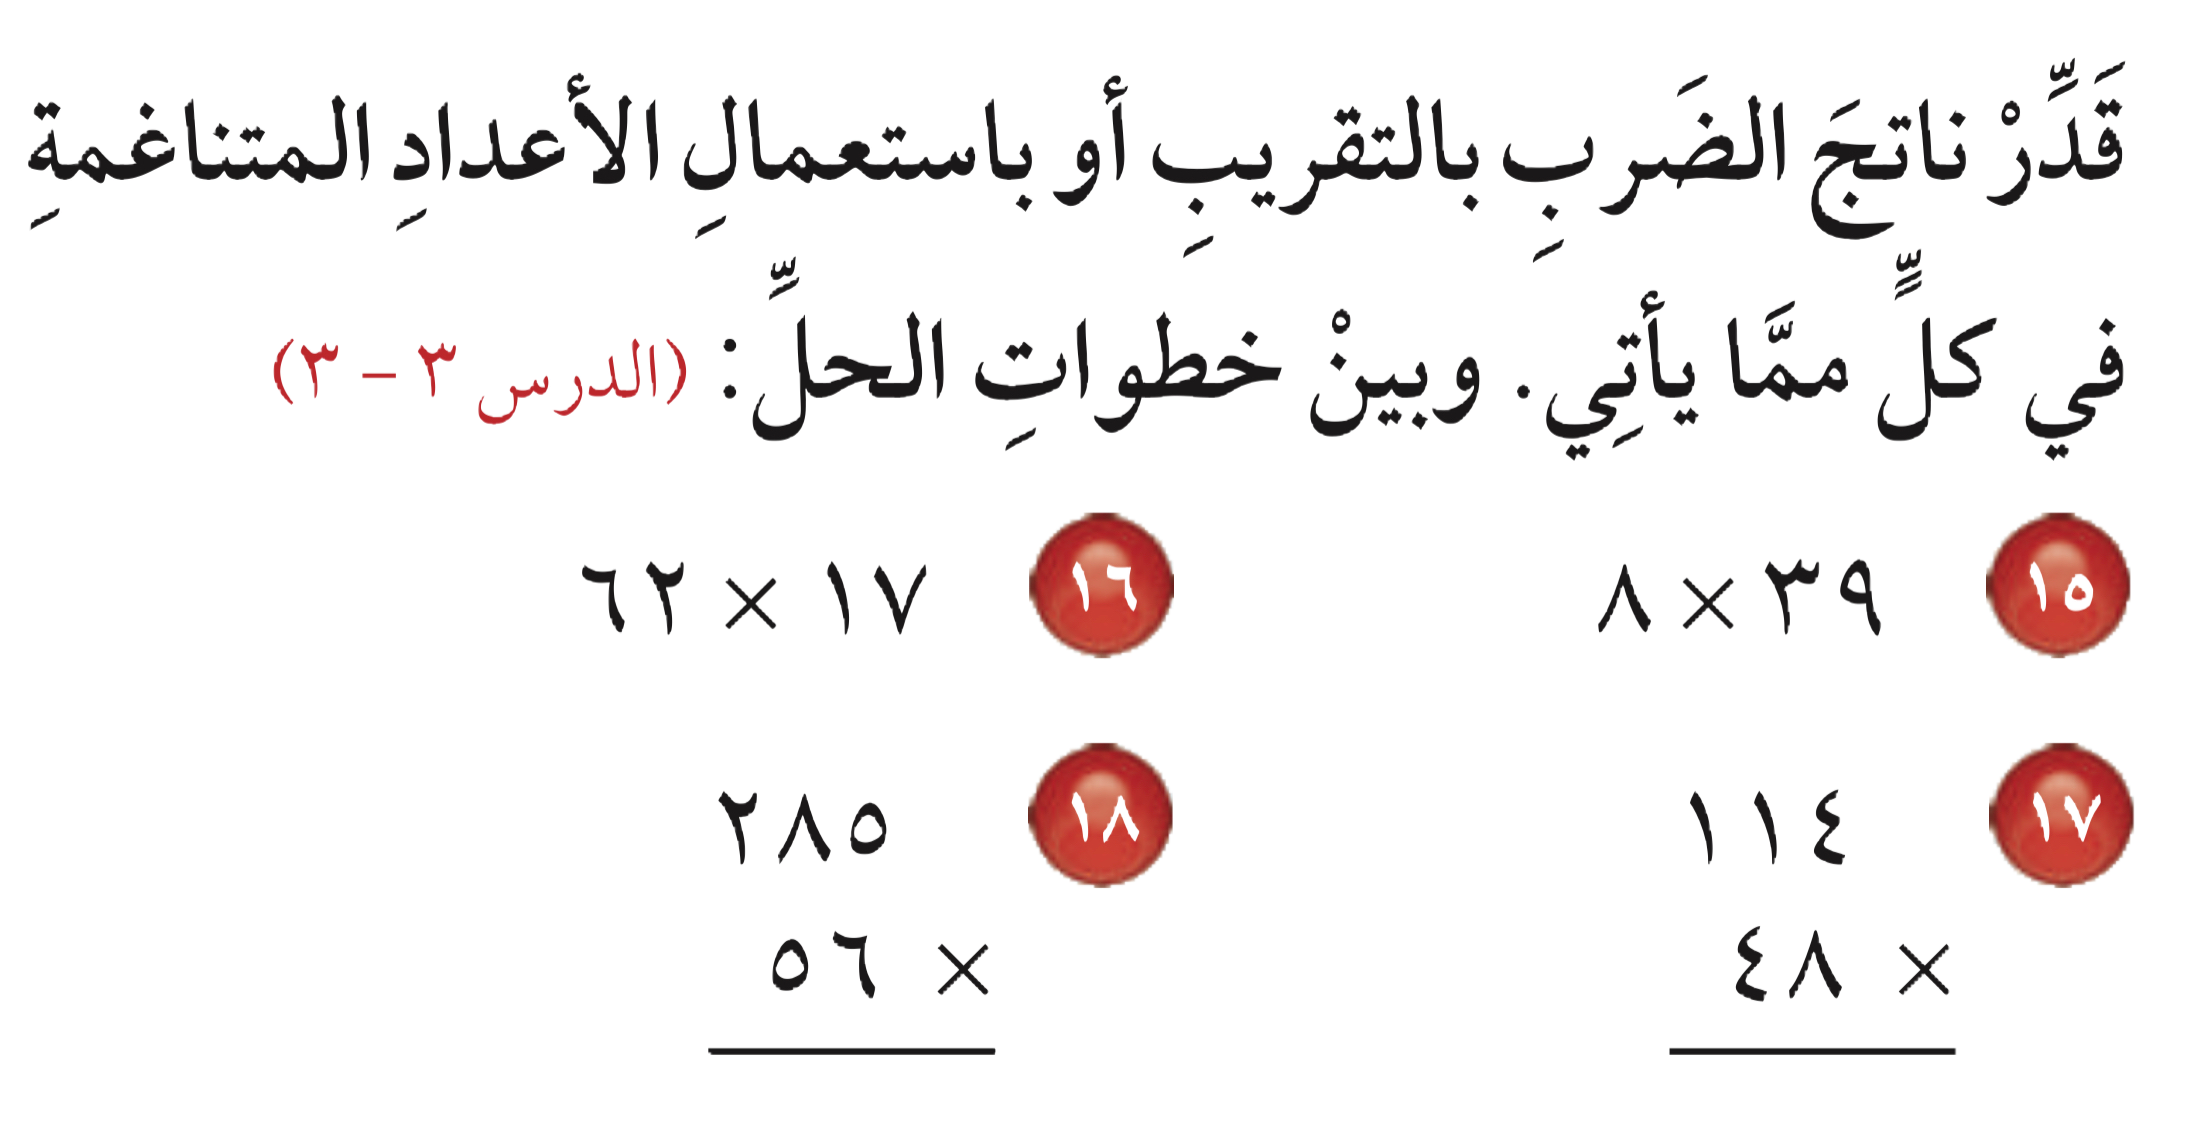 قَدِّرْ ناتجَ الضَربِ بالتقريبِ أو باستعمالِ الأعدادِ المتناغمةِ
في كلٍّ ممَّا يأتِي. وبينْ خطواتِ الحلِّ: (الدرس ٣ – ٣)
١٥ ٣٩ × ٨
١٦ ١٧ × ٦٢
١٧ ١١٤
× ٤٨
١٨ ٢٨٥
× ٥٦